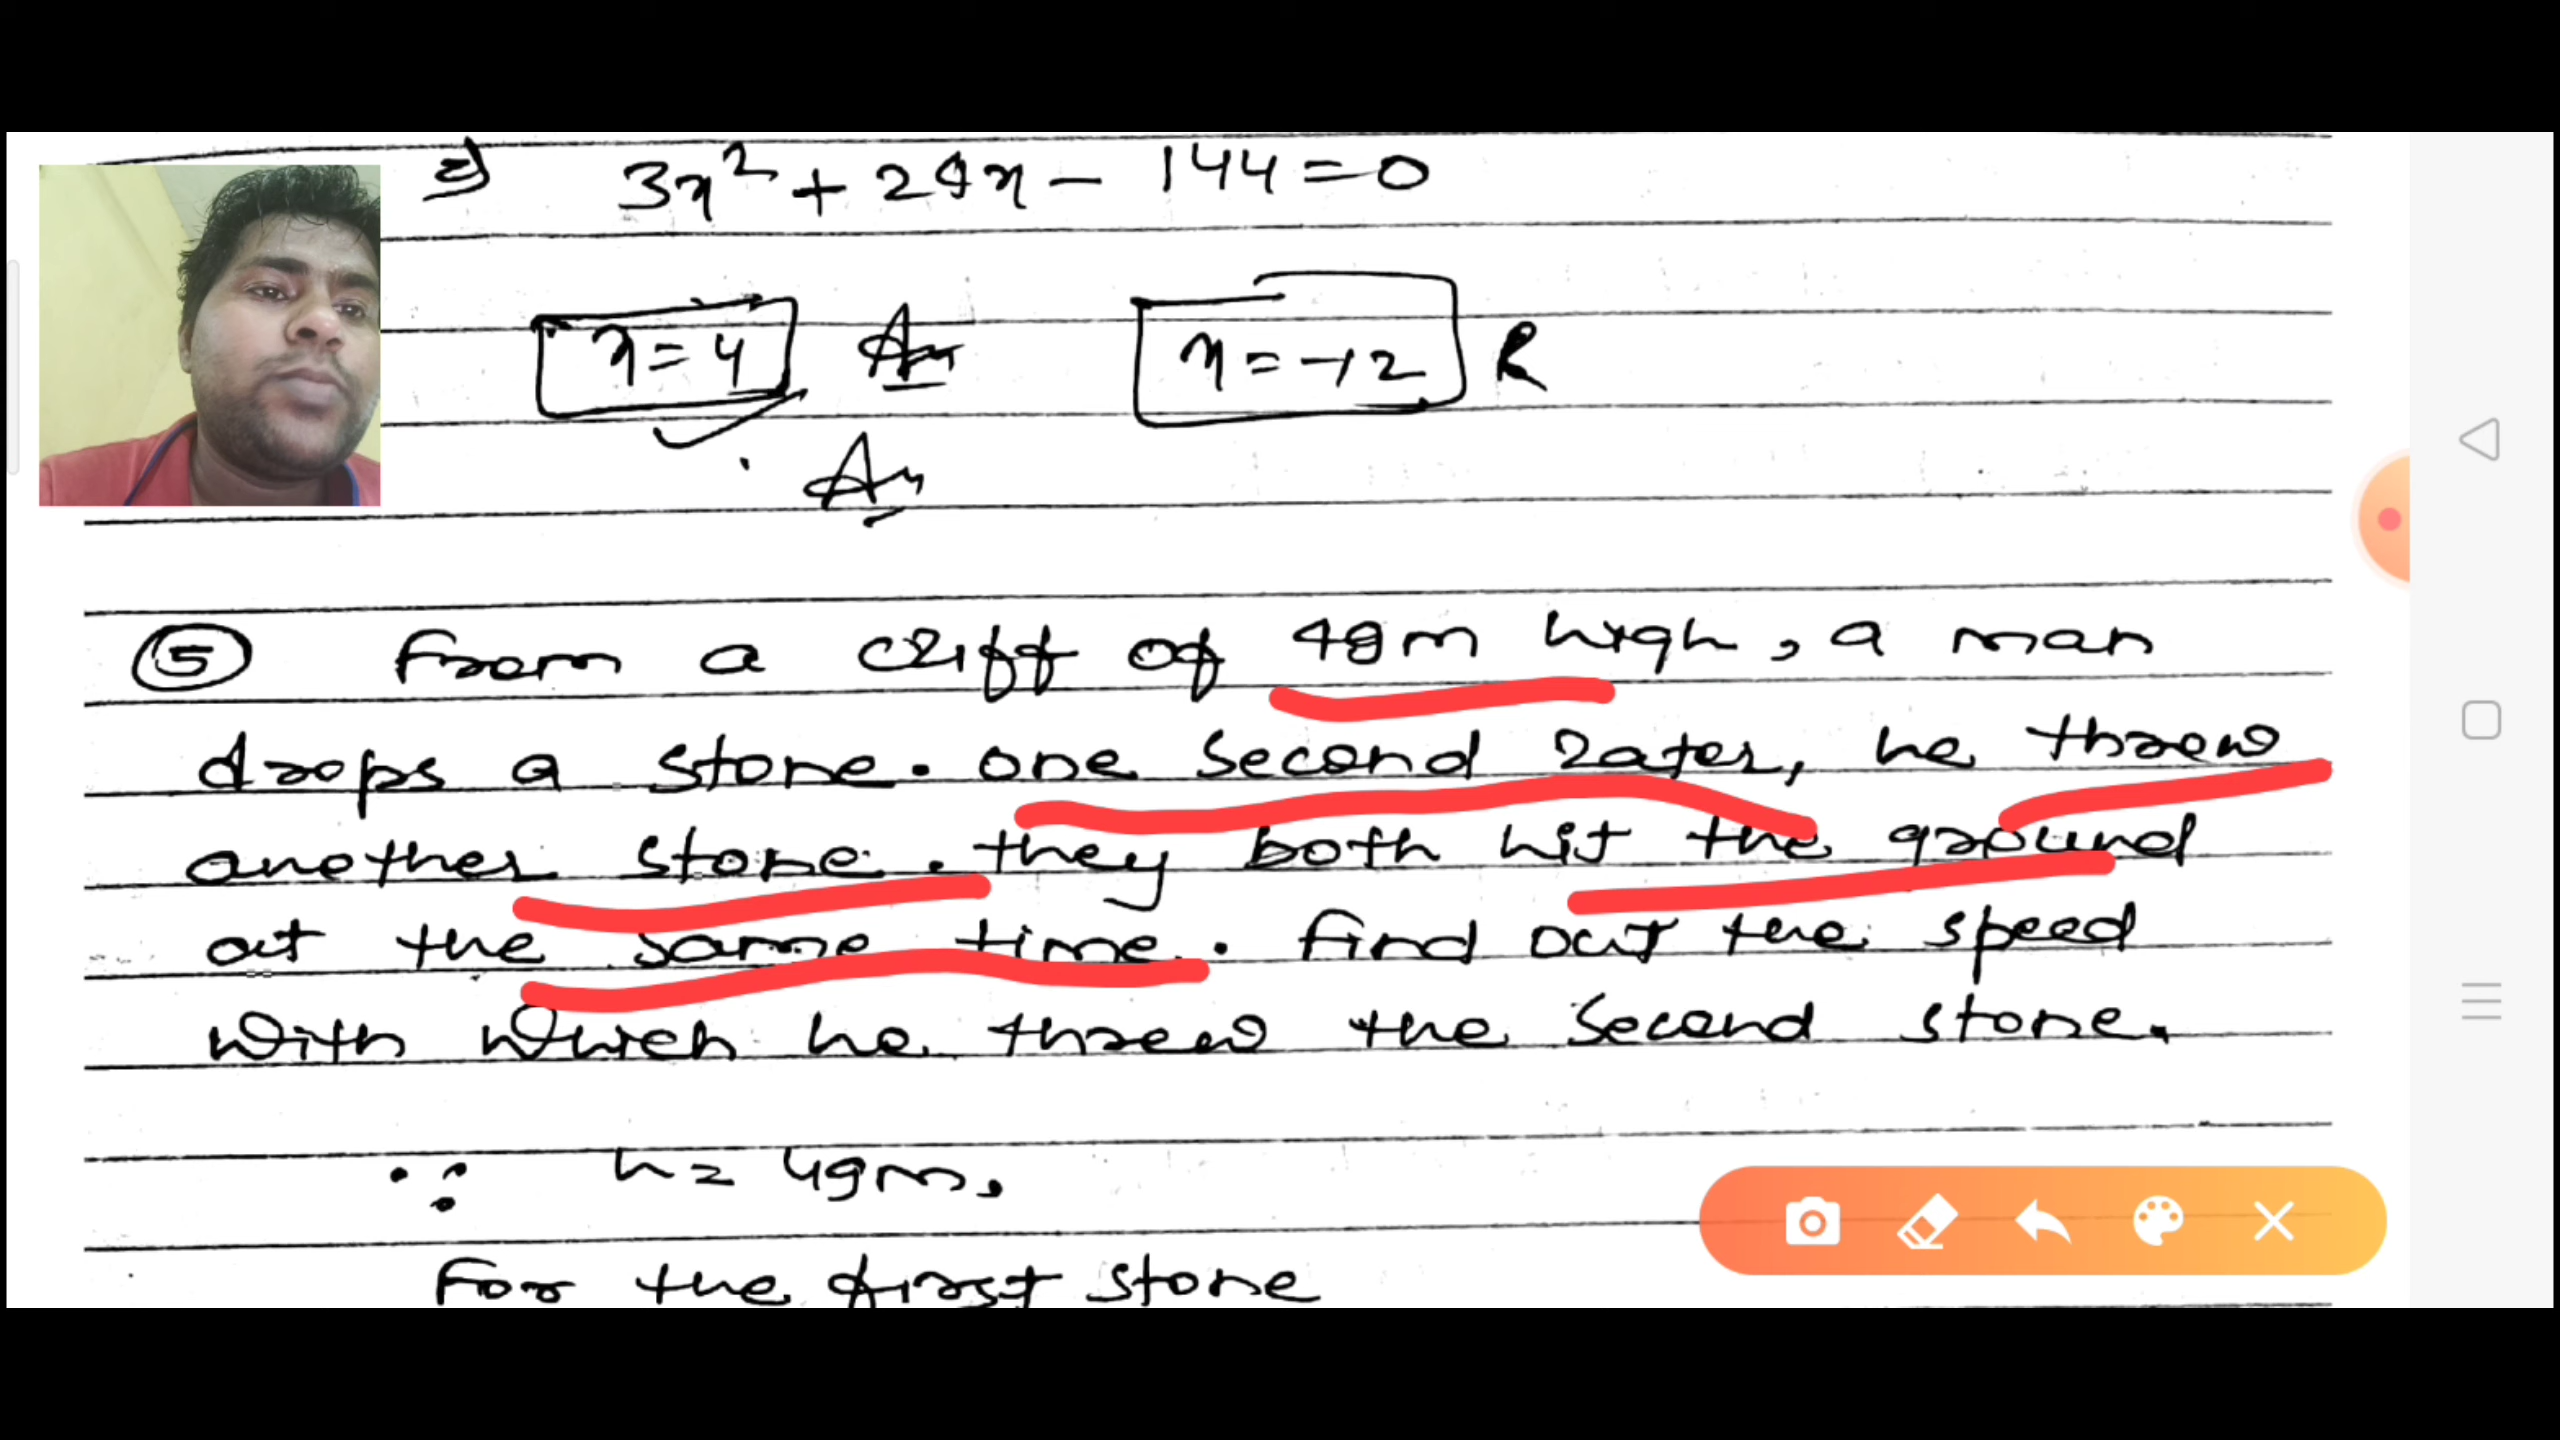 ⇒ 3x² + 24x - 144 = 0
x = 4 Ans x = -12 R
Ans
⑤ From a cliff of 49m high, a man
drops a stone. one second later, he threw
another stone. they both hit the ground
at the same time. find out the speed
with which he threw the second stone.
∵ h = 49m,
For the first stone